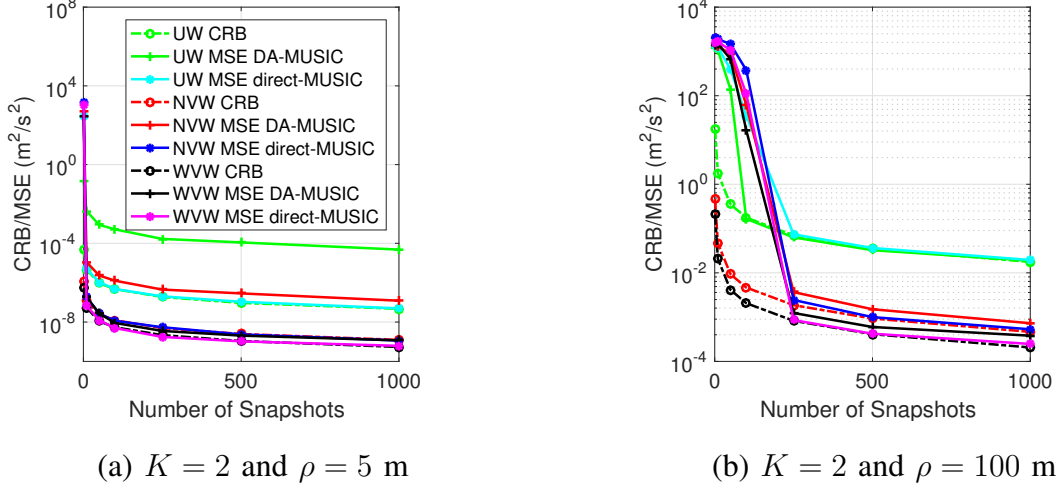 10^8
10^4
10^0
10^-4
10^-8
CRB/MSE (m^2/s^2)
UW CRB
UW MSE DA-MUSIC
UW MSE direct-MUSIC
NVW CRB
NVW MSE DA-MUSIC
NVW MSE direct-MUSIC
WVW CRB
WVW MSE DA-MUSIC
WVW MSE direct-MUSIC
0 500 1000
Number of Snapshots
(a) K = 2 and ρ = 5 m
10^4
10^2
10^0
10^-2
10^-4
CRB/MSE (m^2/s^2)
0 500 1000
Number of Snapshots
(b) K = 2 and ρ = 100 m